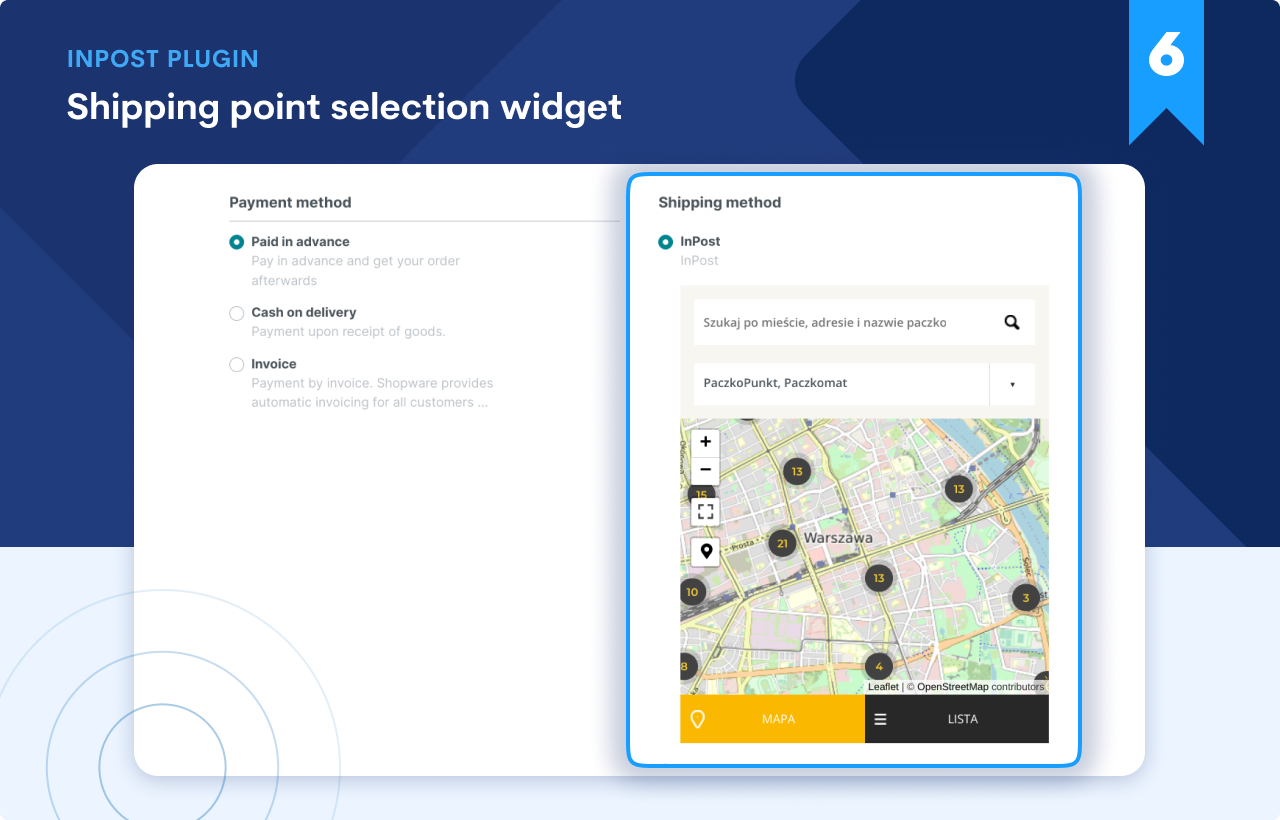 INPOST PLUGIN
Shipping point selection widget
6
Payment method
Paid in advance
Pay in advance and get your order
afterwards
Cash on delivery
Payment upon receipt of goods.
Invoice
Payment by invoice. Shopware provides
automatic invoicing for all customers ...
Shipping method
InPost
InPost
Szukaj po mieście, adresie i nazwie paczko
PaczkoPunkt, Paczkomat
+
−
13
15
13
21
Warszawa
Prosta
13
10
3
Solec
8
4
Leaflet | © OpenStreetMap contributors
MAPA
LISTA